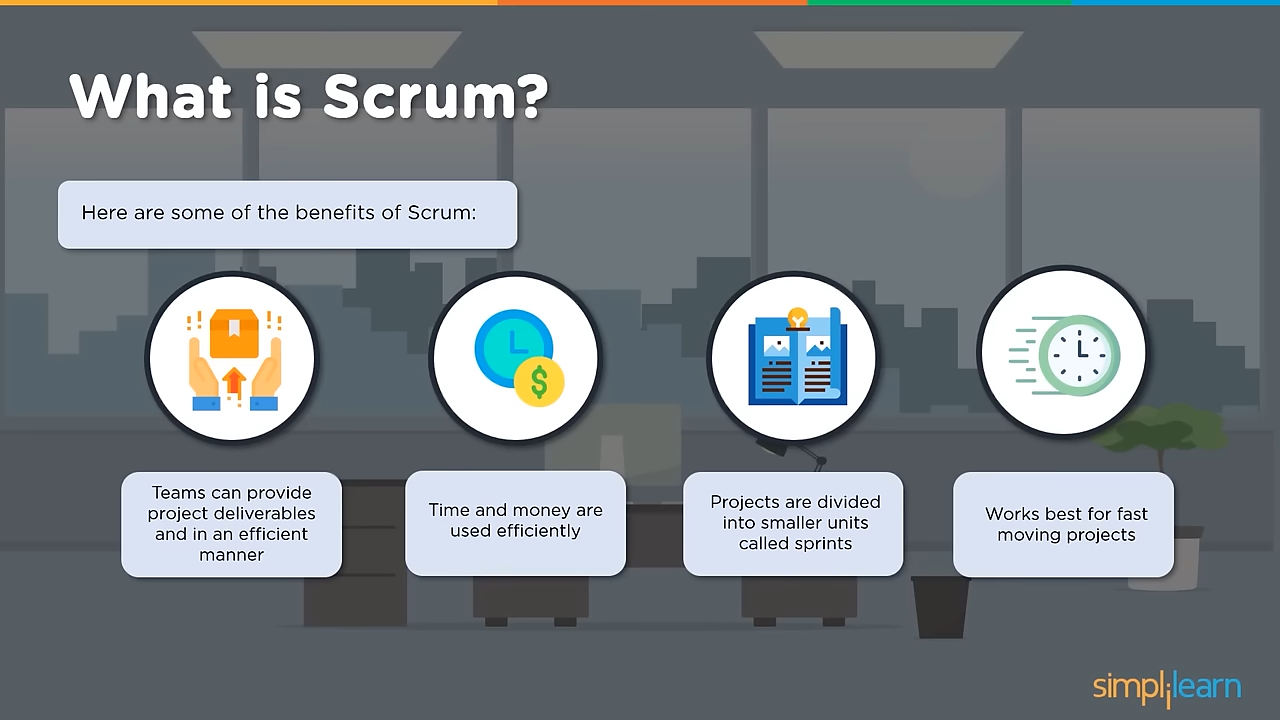 What is Scrum?
Here are some of the benefits of Scrum:
Teams can provide
project deliverables
and in an efficient
manner
Time and money are
used efficiently
Projects are divided
into smaller units
called sprints
Works best for fast
moving projects
simplilearn